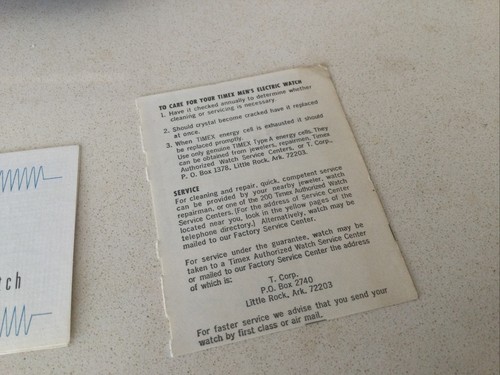 TO CARE FOR YOUR TIMEX MEN'S ELECTRIC WATCH
1. Have it checked annually to determine whether
cleaning or servicing is necessary.
2. Should crystal become cracked have it replaced
at once.
3. When TIMEX energy cell is exhausted it should
be replaced promptly.
Use only genuine TIMEX Type A energy cells. They
can be obtained from jewelers, repairmen, Timex
Authorized Watch Service Centers, or T. Corp.,
P. O. Box 1378, Little Rock, Ark. 72203.
SERVICE
For cleaning and repair, quick, competent service
can be provided by your nearby jeweler, watch
repairman, or one of the 200 Timex Authorized Watch
Service Centers. (For the address of Service Center
located near you, look in the yellow pages of the
telephone directory.) Alternatively, watch may be
mailed to our Factory Service Center.
For service under the guarantee, watch may be
taken to a Timex Authorized Watch Service Center
or mailed to our Factory Service Center the address
of which is:
T. Corp.
P.O. Box 2740
Little Rock, Ark. 72203
For faster service we advise that you send your
watch by first class or air mail.
tch